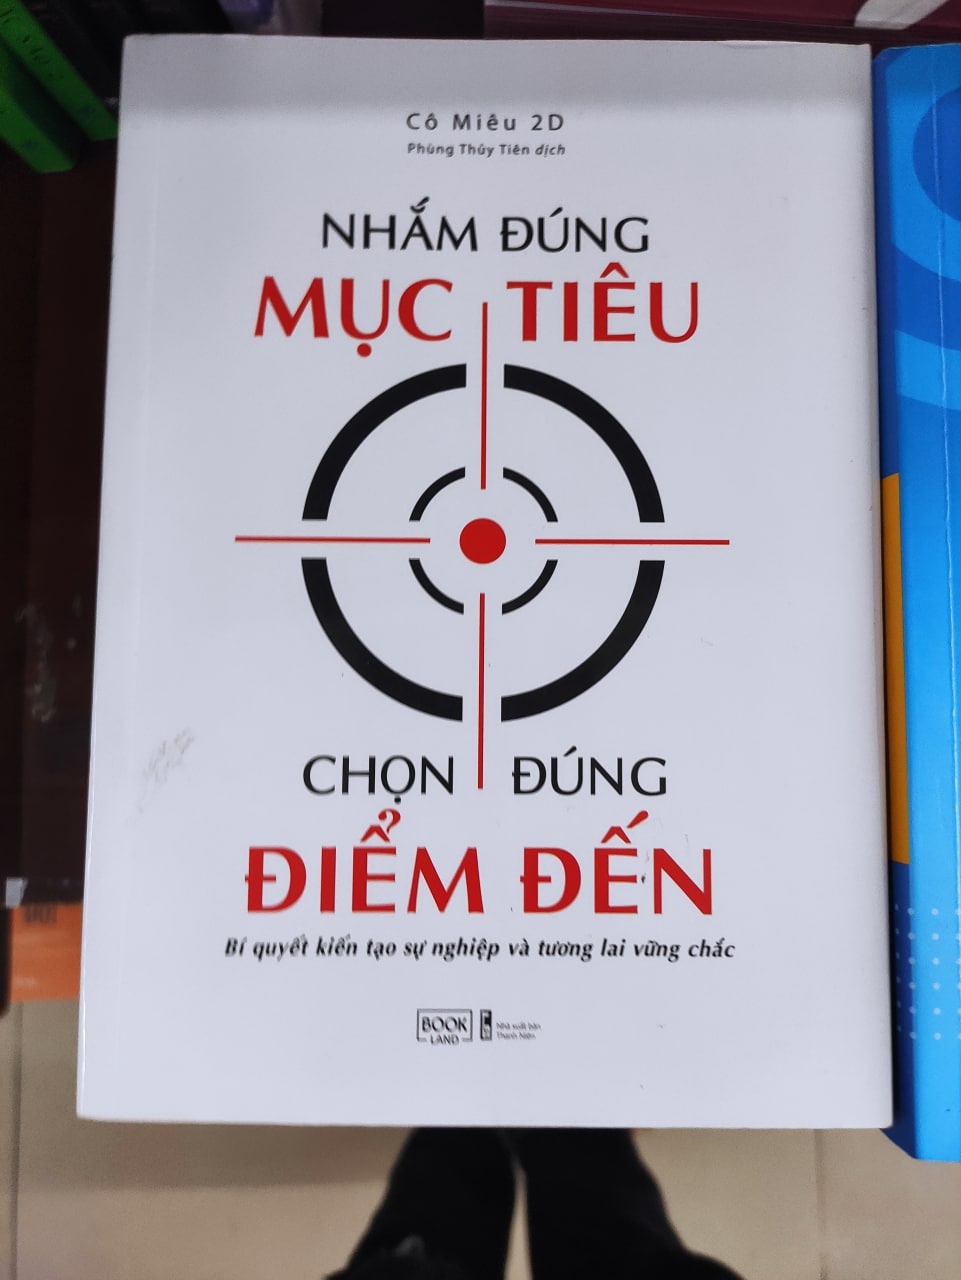 Cô Miêu 2D
Phùng Thủy Tiên dịch
NHẮM ĐÚNG
MỤC TIÊU
CHỌN ĐÚNG
ĐIỂM ĐẾN
Bí quyết kiến tạo sự nghiệp và tương lai vững chắc
BOOK
LAND
Nhà xuất bản
Thanh Niên